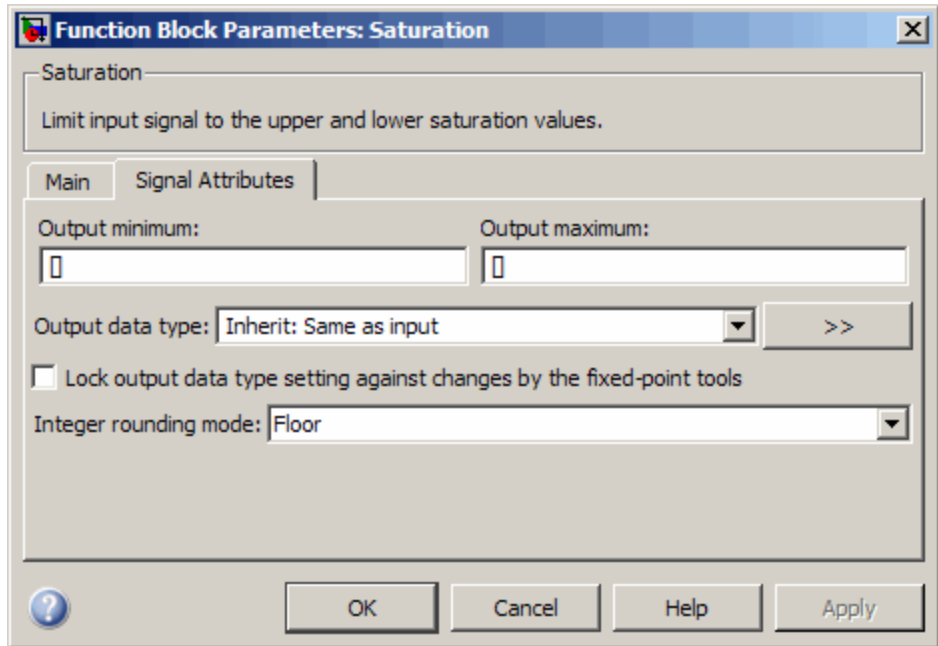 Function Block Parameters: Saturation
Saturation
Limit input signal to the upper and lower saturation values.
Main Signal Attributes
Output minimum: Output maximum:
[] []
Output data type: Inherit: Same as input >>
Lock output data type setting against changes by the fixed-point tools
Integer rounding mode: Floor
? OK Cancel Help Apply